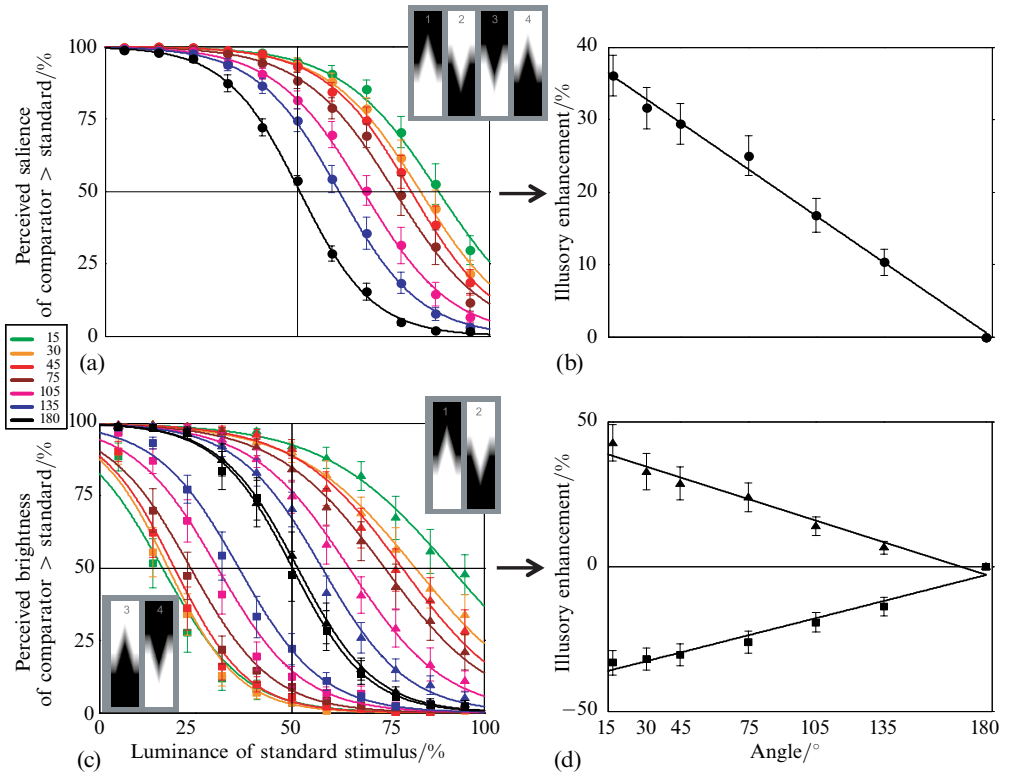 1 2 3 4
100
75
50
25
0
Perceived salience
of comparator > standard/%
(a)
40
30
20
10
0
Illusory enhancement/%
(b)
15
30
45
75
105
135
180
1 2
3 4
100
75
50
25
0
Perceived brightness
of comparator > standard/%
0 25 50 75 100
Luminance of standard stimulus/%
(c)
50
0
−50
Illusory enhancement/%
15 30 45 75 105 135 180
Angle/°
(d)